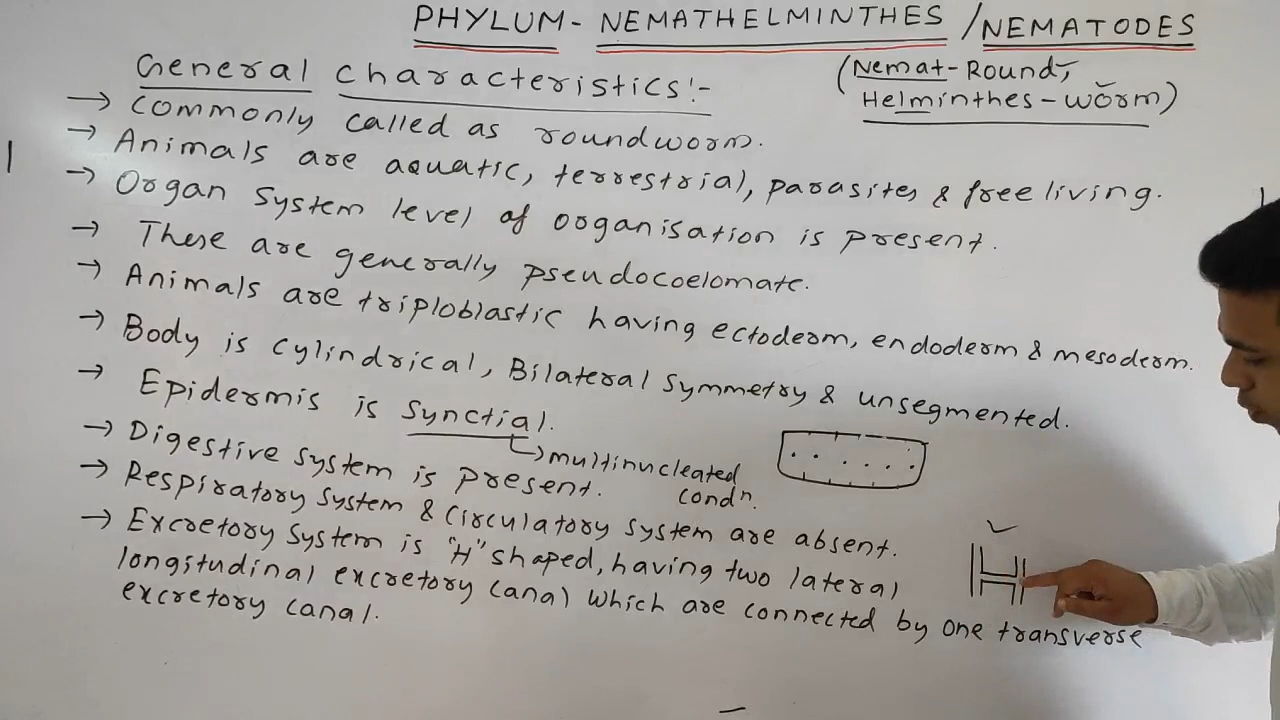 PHYLUM - NEMATHELMINTHES / NEMATODES
(Nemat - Round,
Helminthes - worm)
General Characteristics :-
→ Commonly called as roundworm.
→ Animals are aquatic, terrestrial, parasites & free living.
→ Organ system level of organisation is present.
→ These are generally pseudocoelomate.
→ Animals are triploblastic having ectoderm, endoderm & mesoderm.
→ Body is cylindrical, Bilateral symmetry & unsegmented.
→ Epidermis is synctial.
→ multinucleated
condn.
→ Digestive system is present.
→ Respiratory system & Circulatory system are absent.
→ Excretory system is "H" shaped, having two lateral
longitudinal excretory canal which are connected by one transverse
excretory canal.